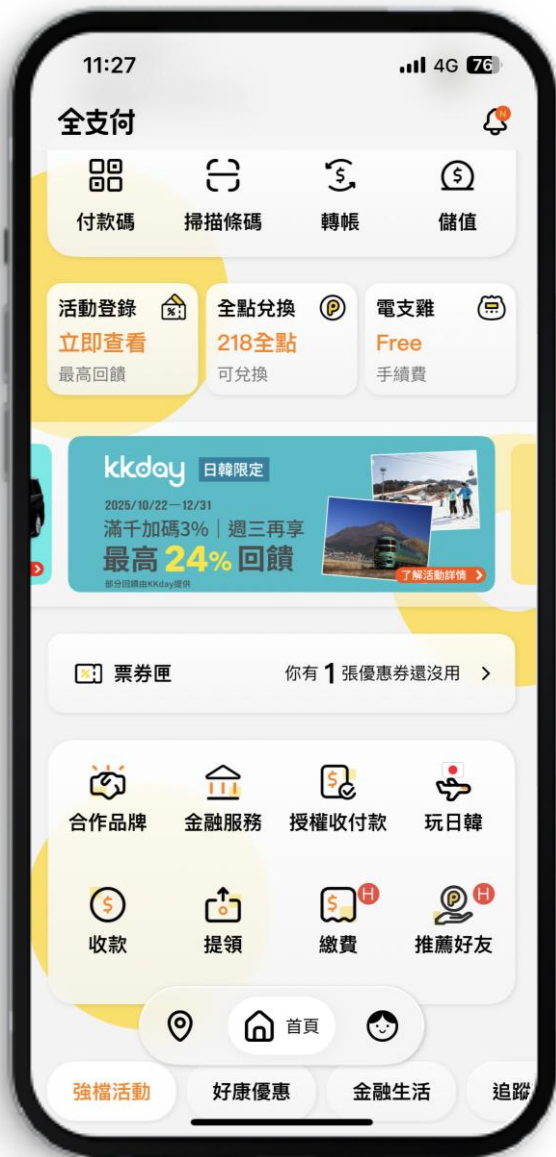 11:27
4G 76
全支付
N
付款碼 掃描條碼 轉帳 儲值
活動登錄 全點兌換 電支雞
立即查看 218全點 Free
最高回饋 可兌換 手續費
kkday 日韓限定
2025/10/22－12/31
滿千加碼3%｜週三再享
最高24%回饋
部分回饋由KKday提供
了解活動詳情
票券匣 你有 1 張優惠券還沒用
合作品牌 金融服務 授權收付款 玩日韓
H H
收款 提領 繳費 推薦好友
首頁
強檔活動 好康優惠 金融生活 追蹤